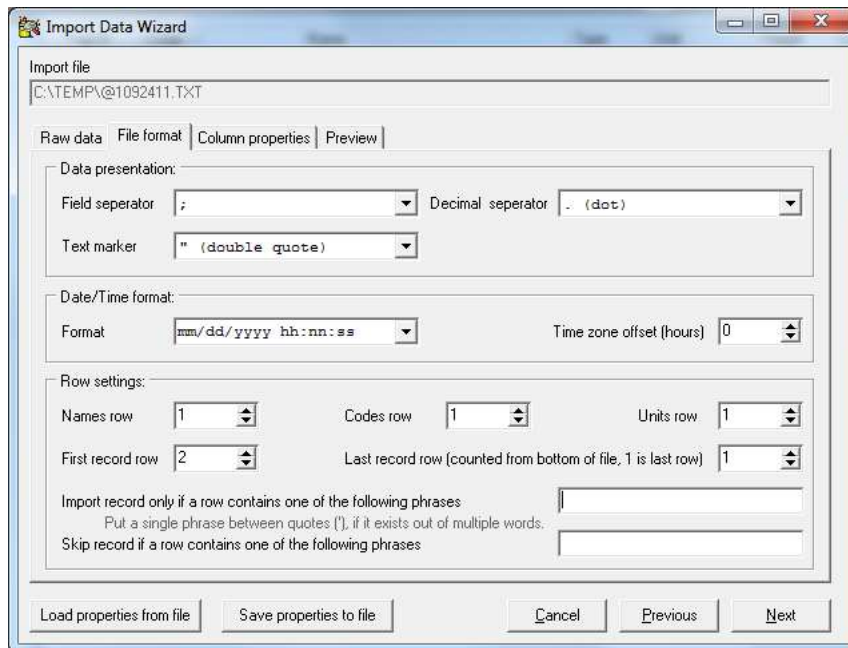 Import Data Wizard
Import file
C:\TEMP\@1092411.TXT
Raw data File format Column properties Preview
Data presentation:
Field seperator ; Decimal seperator . (dot)
Text marker " (double quote)
Date/Time format:
Format mm/dd/yyyy hh:nn:ss Time zone offset (hours) 0
Row settings:
Names row 1 Codes row 1 Units row 1
First record row 2 Last record row (counted from bottom of file, 1 is last row) 1
Import record only if a row contains one of the following phrases
Put a single phrase between quotes ('), if it exists out of multiple words.
Skip record if a row contains one of the following phrases
Load properties from file Save properties to file Cancel Previous Next